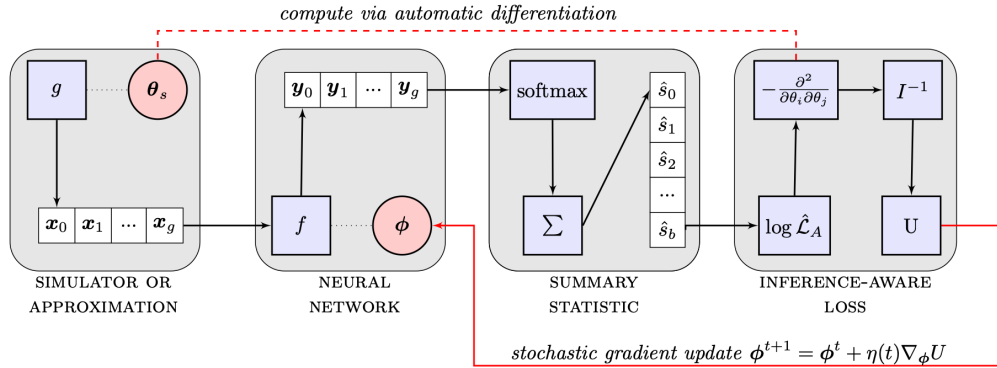 compute via automatic differentiation
g
θ_s
x_0 x_1 ... x_g
SIMULATOR OR
APPROXIMATION
y_0 y_1 ... y_g
f
ϕ
NEURAL
NETWORK
softmax
∑
ŝ_0
ŝ_1
ŝ_2
...
ŝ_b
SUMMARY
STATISTIC
−∂²/∂θ_i∂θ_j
I⁻¹
log ℒ̂_A
U
INFERENCE-AWARE
LOSS
stochastic gradient update ϕ^{t+1} = ϕ^t + η(t)∇_ϕ U